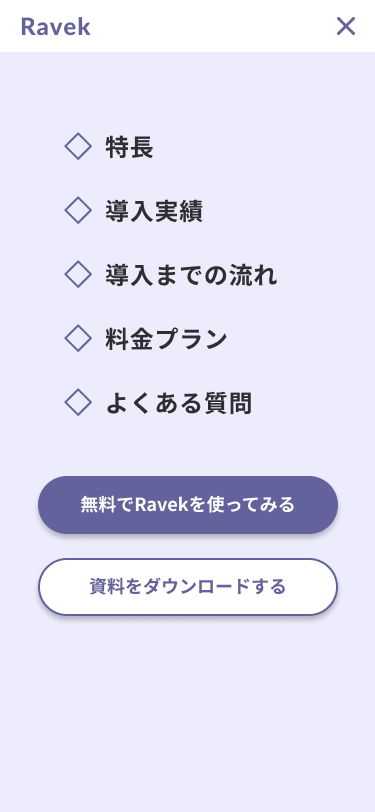 Ravek
特長
導入実績
導入までの流れ
料金プラン
よくある質問
無料でRavekを使ってみる
資料をダウンロードする